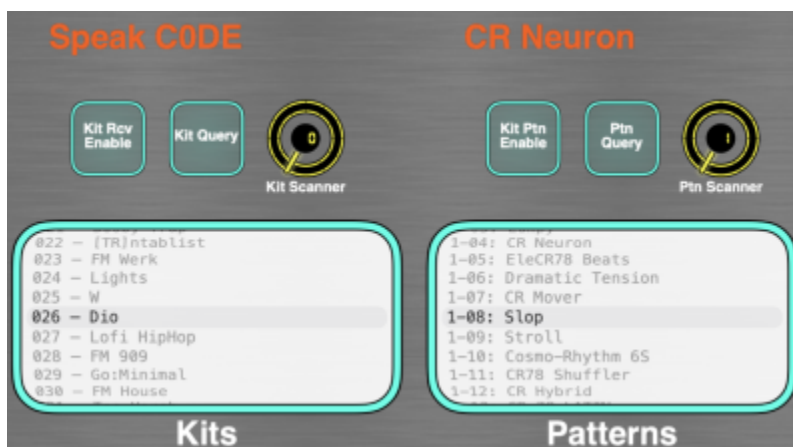 Speak C0DE
CR Neuron
Kit Rcv
Enable
Kit Query
0
Kit Scanner
Kit Ptn
Enable
Ptn
Query
1
Ptn Scanner
022 – [TR]ntablist
023 – FM Werk
024 – Lights
025 – W
026 – Dio
027 – Lofi HipHop
028 – FM 909
029 – Go:Minimal
030 – FM House
1-04: CR Neuron
1-05: EleCR78 Beats
1-06: Dramatic Tension
1-07: CR Mover
1-08: Slop
1-09: Stroll
1-10: Cosmo-Rhythm 6S
1-11: CR78 Shuffler
1-12: CR Hybrid
Kits
Patterns